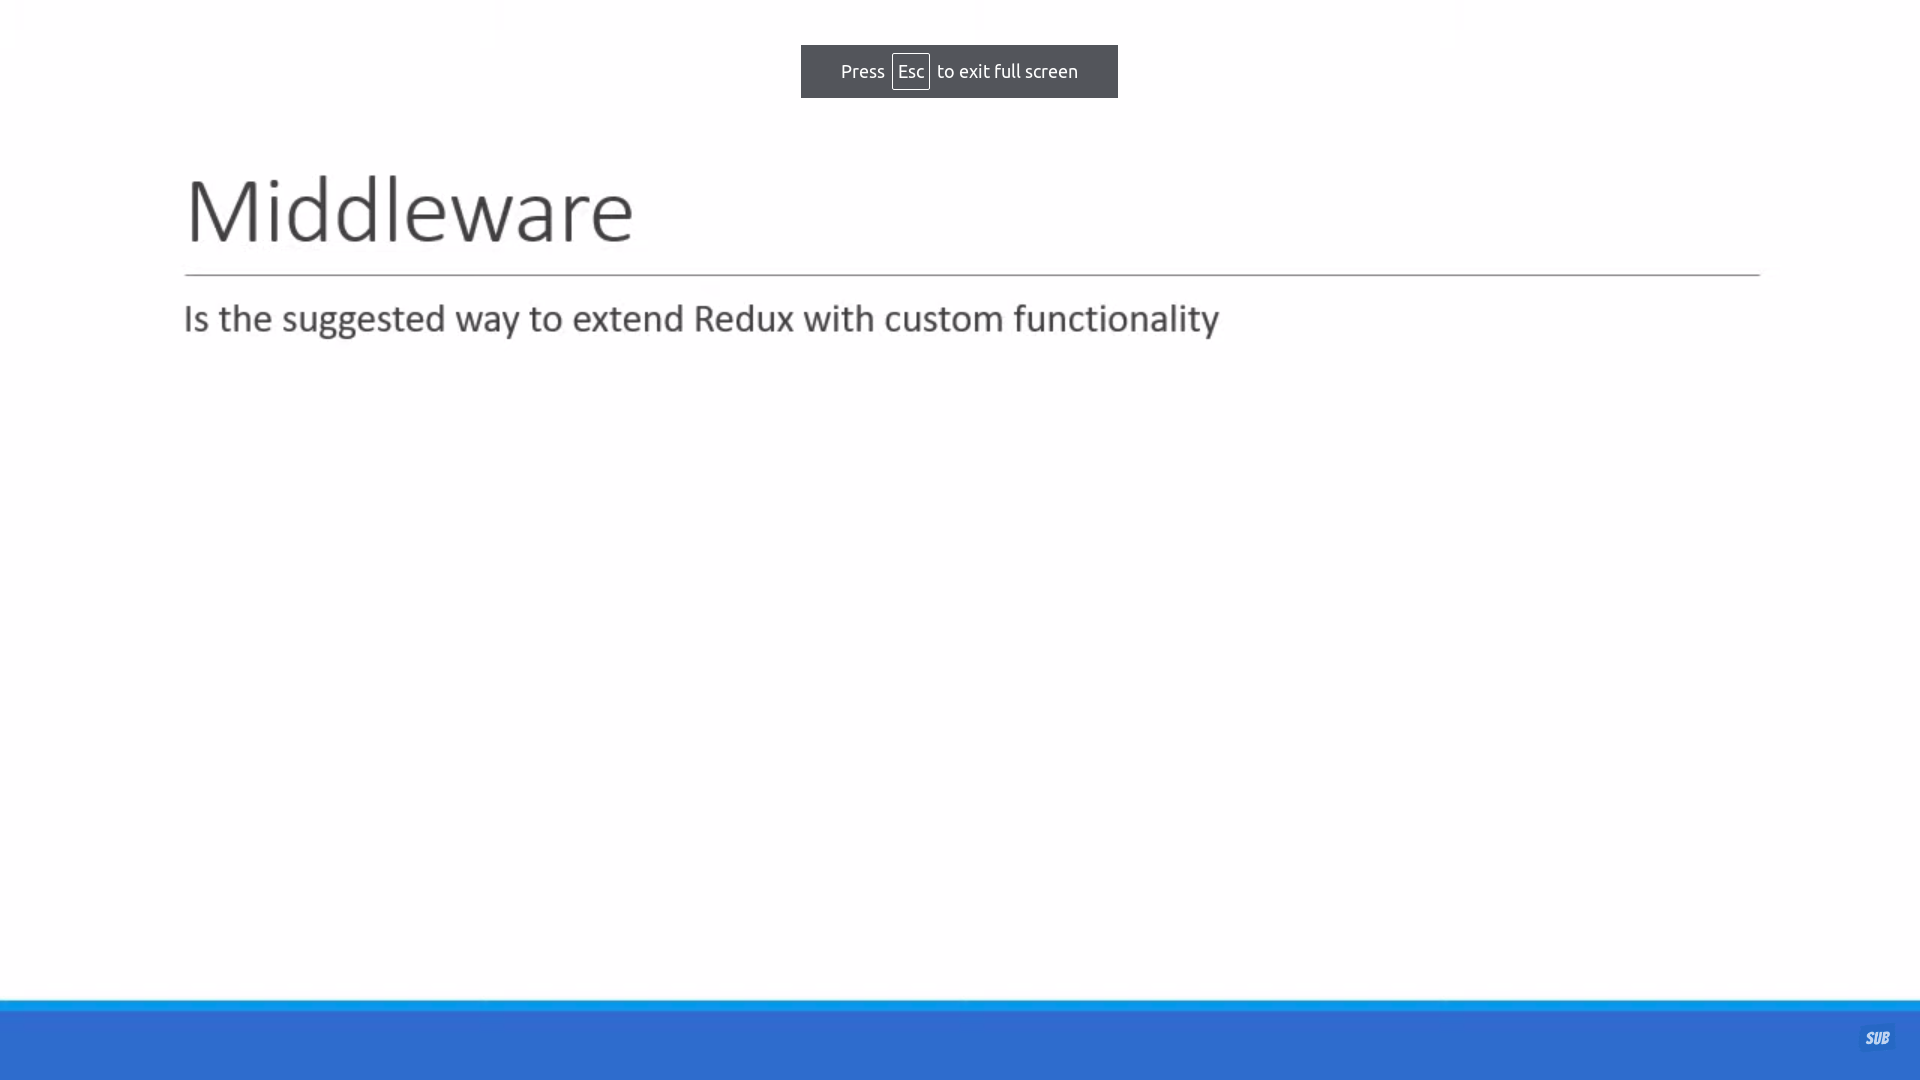 Press Esc to exit full screen
Middleware
Is the suggested way to extend Redux with custom functionality
SUB